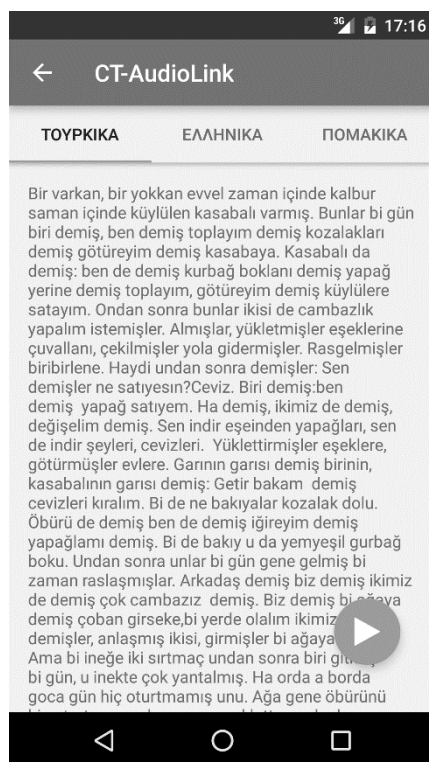 3G 17:16
CT-AudioLink
ΤΟΥΡΚΙΚΑ ΕΛΛΗΝΙΚΑ ΠΟΜΑΚΙΚΑ
Bir varkan, bir yokkan evvel zaman içinde kalbur
saman içinde küylülen kasabalı varmış. Bunlar bi gün
biri demiş, ben demiş toplayım demiş kozalakları
demiş götüreyim demiş kasabaya. Kasabalı da
demiş: ben de demiş kurbağ boklanı demiş yapağ
yerine demiş toplayım, götüreyim demiş küylülere
satayım. Ondan sonra bunlar ikisi de cambazlık
yapalım istemişler. Almışlar, yükletmişler eşeklerine
çuvallanı, çekilmişler yola gidermişler. Rasgelmişler
biribirlene. Haydi undan sonra demişler: Sen
demişler ne satıyesın?Ceviz. Biri demiş:ben
demiş yapağ satıyem. Ha demiş, ikimiz de demiş,
değişelim demiş. Sen indir eşeinden yapağları, sen
de indir şeyleri, cevizleri. Yüklettirmişler eşeklere,
götürmüşler evlere. Garının garısı demiş birinin,
kasabalının garısı demiş: Getir bakam demiş
cevizleri kıralım. Bi de ne bakıyalar kozalak dolu.
Öbürü de demiş ben de demiş iğireyim demiş
yapağlamı demiş. Bi de bakıy u da yemyeşil gurbağ
boku. Undan sonra unlar bi gün gene gelmiş bi
zaman raslaşmışlar. Arkadaş demiş biz demiş ikimiz
de demiş çok cambazız demiş. Biz demiş bi ağaya
demiş çoban girseke,bi yerde olalım ikimiz
demişler, anlaşmış ikisi, girmişler bi ağaya
Ama bi ineğe iki sırtmaç undan sonra biri
bi gün, u inekte çok yantalmış. Ha orda a borda
goca gün hiç oturtmamış unu. Ağa gene öbürünü